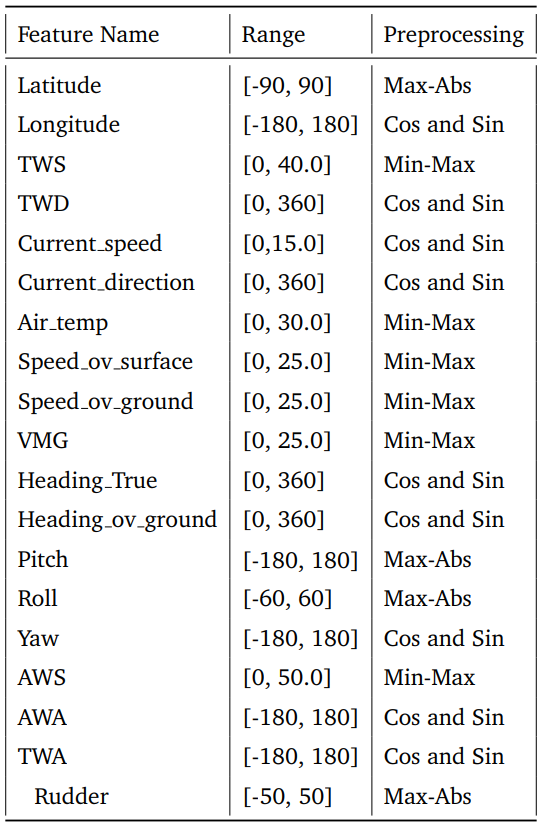 Feature Name Range Preprocessing
Latitude [-90, 90] Max-Abs
Longitude [-180, 180] Cos and Sin
TWS [0, 40.0] Min-Max
TWD [0, 360] Cos and Sin
Current_speed [0,15.0] Cos and Sin
Current_direction [0, 360] Cos and Sin
Air_temp [0, 30.0] Min-Max
Speed_ov_surface [0, 25.0] Min-Max
Speed_ov_ground [0, 25.0] Min-Max
VMG [0, 25.0] Min-Max
Heading_True [0, 360] Cos and Sin
Heading_ov_ground [0, 360] Cos and Sin
Pitch [-180, 180] Max-Abs
Roll [-60, 60] Max-Abs
Yaw [-180, 180] Cos and Sin
AWS [0, 50.0] Min-Max
AWA [-180, 180] Cos and Sin
TWA [-180, 180] Cos and Sin
Rudder [-50, 50] Max-Abs